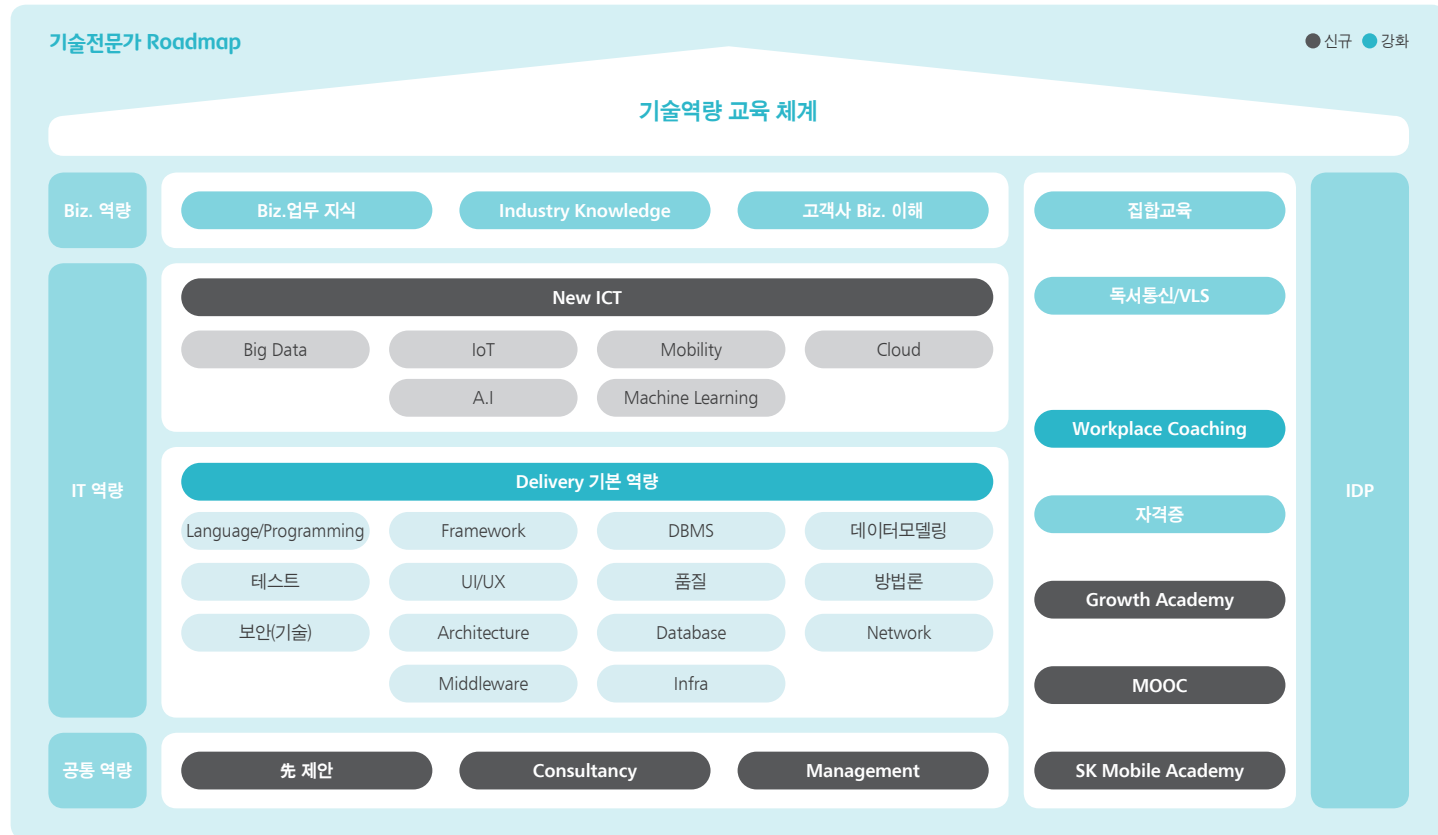 기술전문가 Roadmap
신규 강화
기술역량 교육 체계
Biz. 역량
Biz.업무 지식
Industry Knowledge
고객사 Biz. 이해
IT 역량
New ICT
Big Data
IoT
Mobility
Cloud
A.I
Machine Learning
Delivery 기본 역량
Language/Programming
Framework
DBMS
데이터모델링
테스트
UI/UX
품질
방법론
보안(기술)
Architecture
Database
Network
Middleware
Infra
공통 역량
先 제안
Consultancy
Management
집합교육
독서통신/VLS
Workplace Coaching
자격증
Growth Academy
MOOC
SK Mobile Academy
IDP